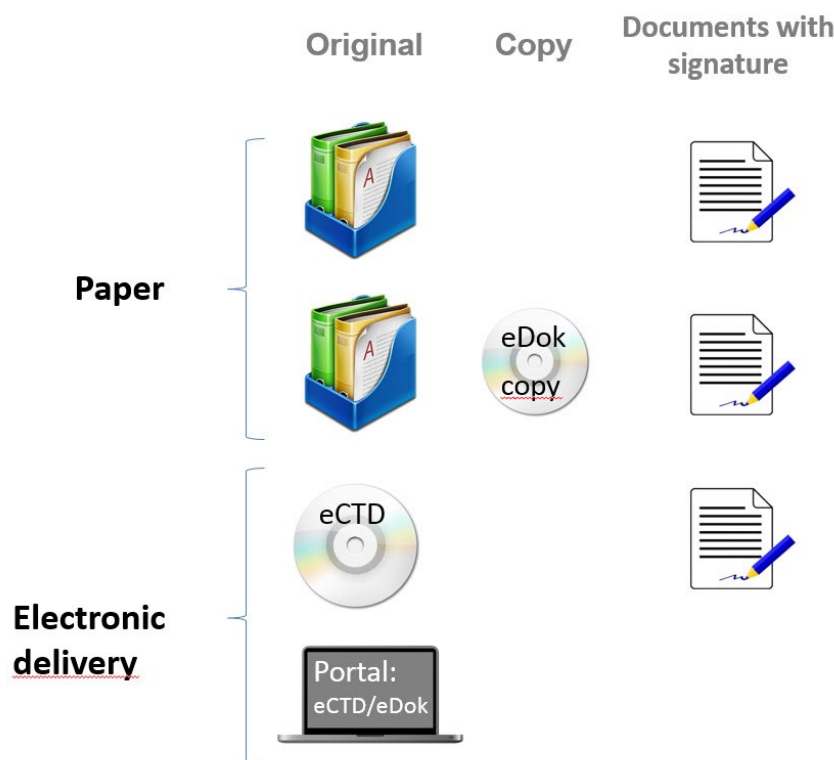 Original
Copy
Documents with
signature
A
Paper
A
eDok
copy
eCTD
Electronic
delivery
Portal:
eCTD/eDok